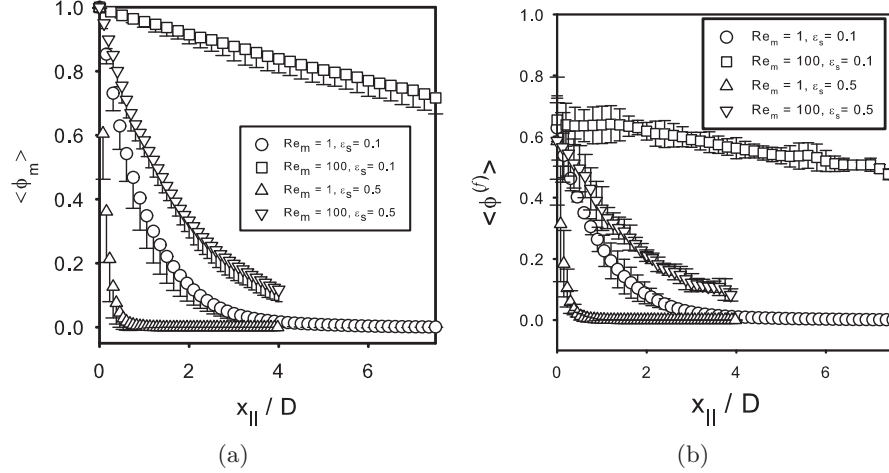 1.0
0.8
0.6
0.4
0.2
0.0
<ϕm>
Rem = 1, εs= 0.1
Rem = 100, εs= 0.1
Rem = 1, εs= 0.5
Rem = 100, εs= 0.5
0 2 4 6
x|| / D
(a)
1.0
0.8
0.6
0.4
0.2
0.0
<ϕ(f)>
Rem = 1, εs= 0.1
Rem = 100, εs= 0.1
Rem = 1, εs= 0.5
Rem = 100, εs= 0.5
0 2 4 6
x|| / D
(b)